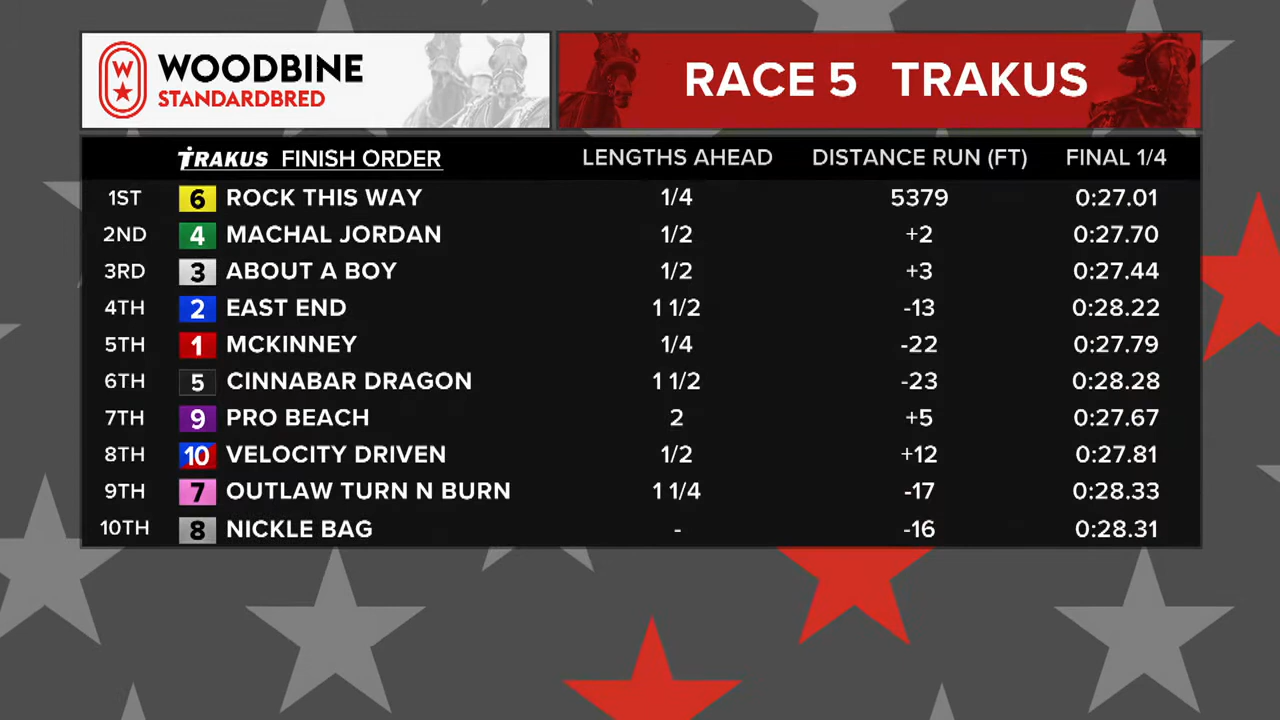 W
WOODBINE
STANDARDBRED
RACE 5 TRAKUS
TRAKUS FINISH ORDER LENGTHS AHEAD DISTANCE RUN (FT) FINAL 1/4
1ST 6 ROCK THIS WAY 1/4 5379 0:27.01
2ND 4 MACHAL JORDAN 1/2 +2 0:27.70
3RD 3 ABOUT A BOY 1/2 +3 0:27.44
4TH 2 EAST END 1 1/2 -13 0:28.22
5TH 1 MCKINNEY 1/4 -22 0:27.79
6TH 5 CINNABAR DRAGON 1 1/2 -23 0:28.28
7TH 9 PRO BEACH 2 +5 0:27.67
8TH 10 VELOCITY DRIVEN 1/2 +12 0:27.81
9TH 7 OUTLAW TURN N BURN 1 1/4 -17 0:28.33
10TH 8 NICKLE BAG - -16 0:28.31